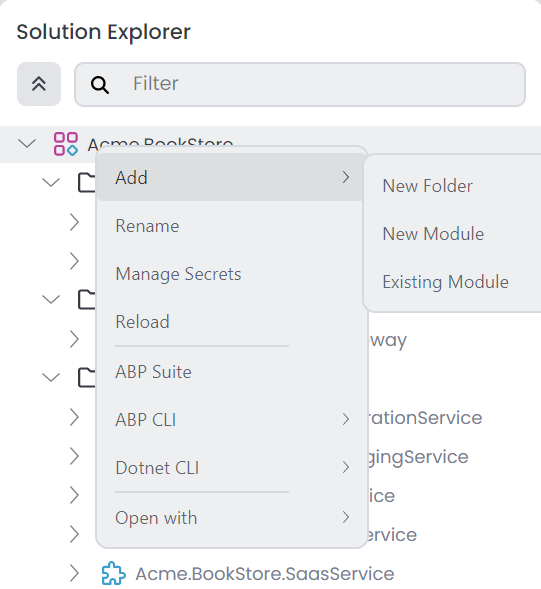 Solution Explorer
Filter
Acme.BookStore
Add
Rename
Manage Secrets
Reload
ABP Suite
ABP CLI
Dotnet CLI
Open with
New Folder
New Module
Existing Module
way
rationService
gingService
ice
ervice
Acme.BookStore.SaasService